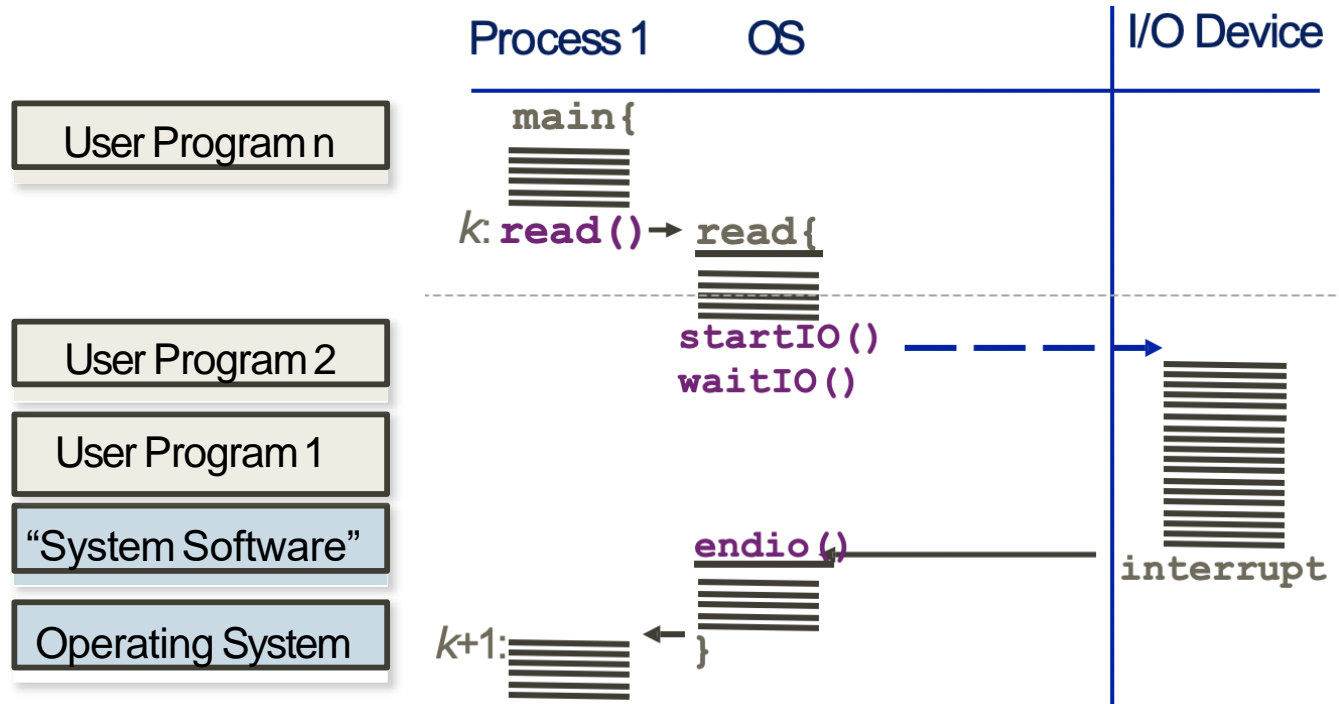 Process 1 OS I/O Device
User Program n
main{
k: read() read{
User Program 2
startIO()
waitIO()
User Program 1
“System Software”
endio()
interrupt
Operating System
k+1: }